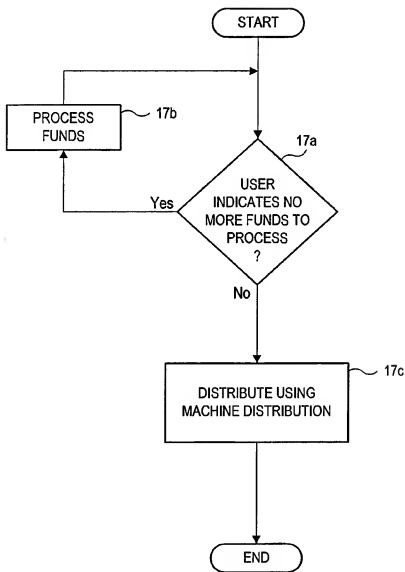 START
PROCESS
FUNDS
17b
17a
USER
INDICATES NO
MORE FUNDS TO
PROCESS
?
Yes
No
DISTRIBUTE USING
MACHINE DISTRIBUTION
17c
END